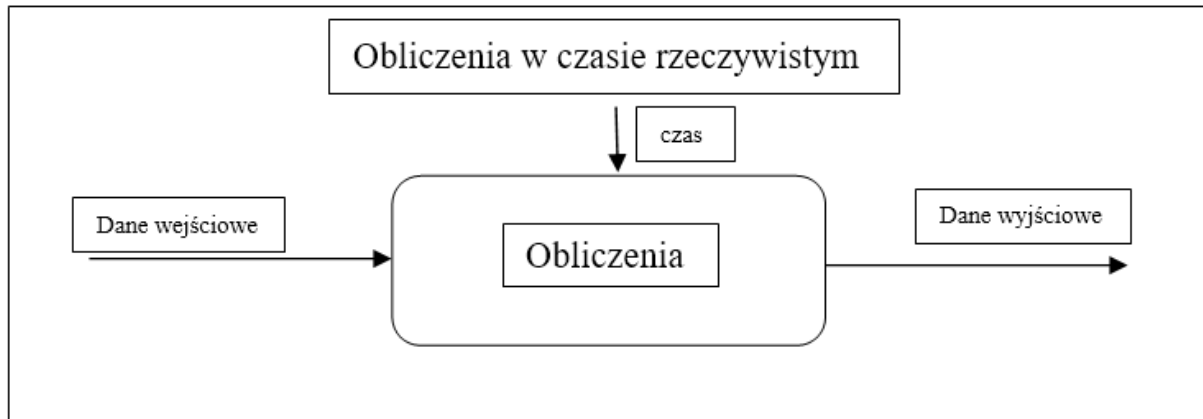 Obliczenia w czasie rzeczywistym
czas
Dane wejściowe
Obliczenia
Dane wyjściowe